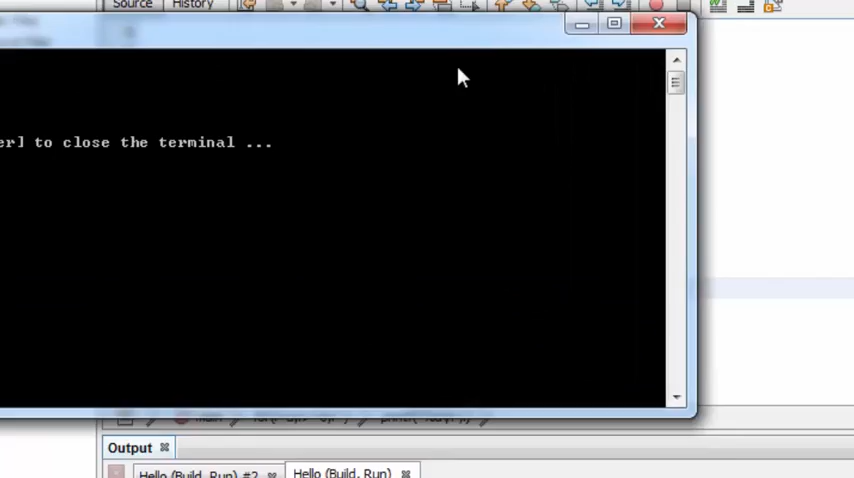 Source History
er] to close the terminal ...
Output
Hello (Build, Run) #2 Hello (Build, Run)